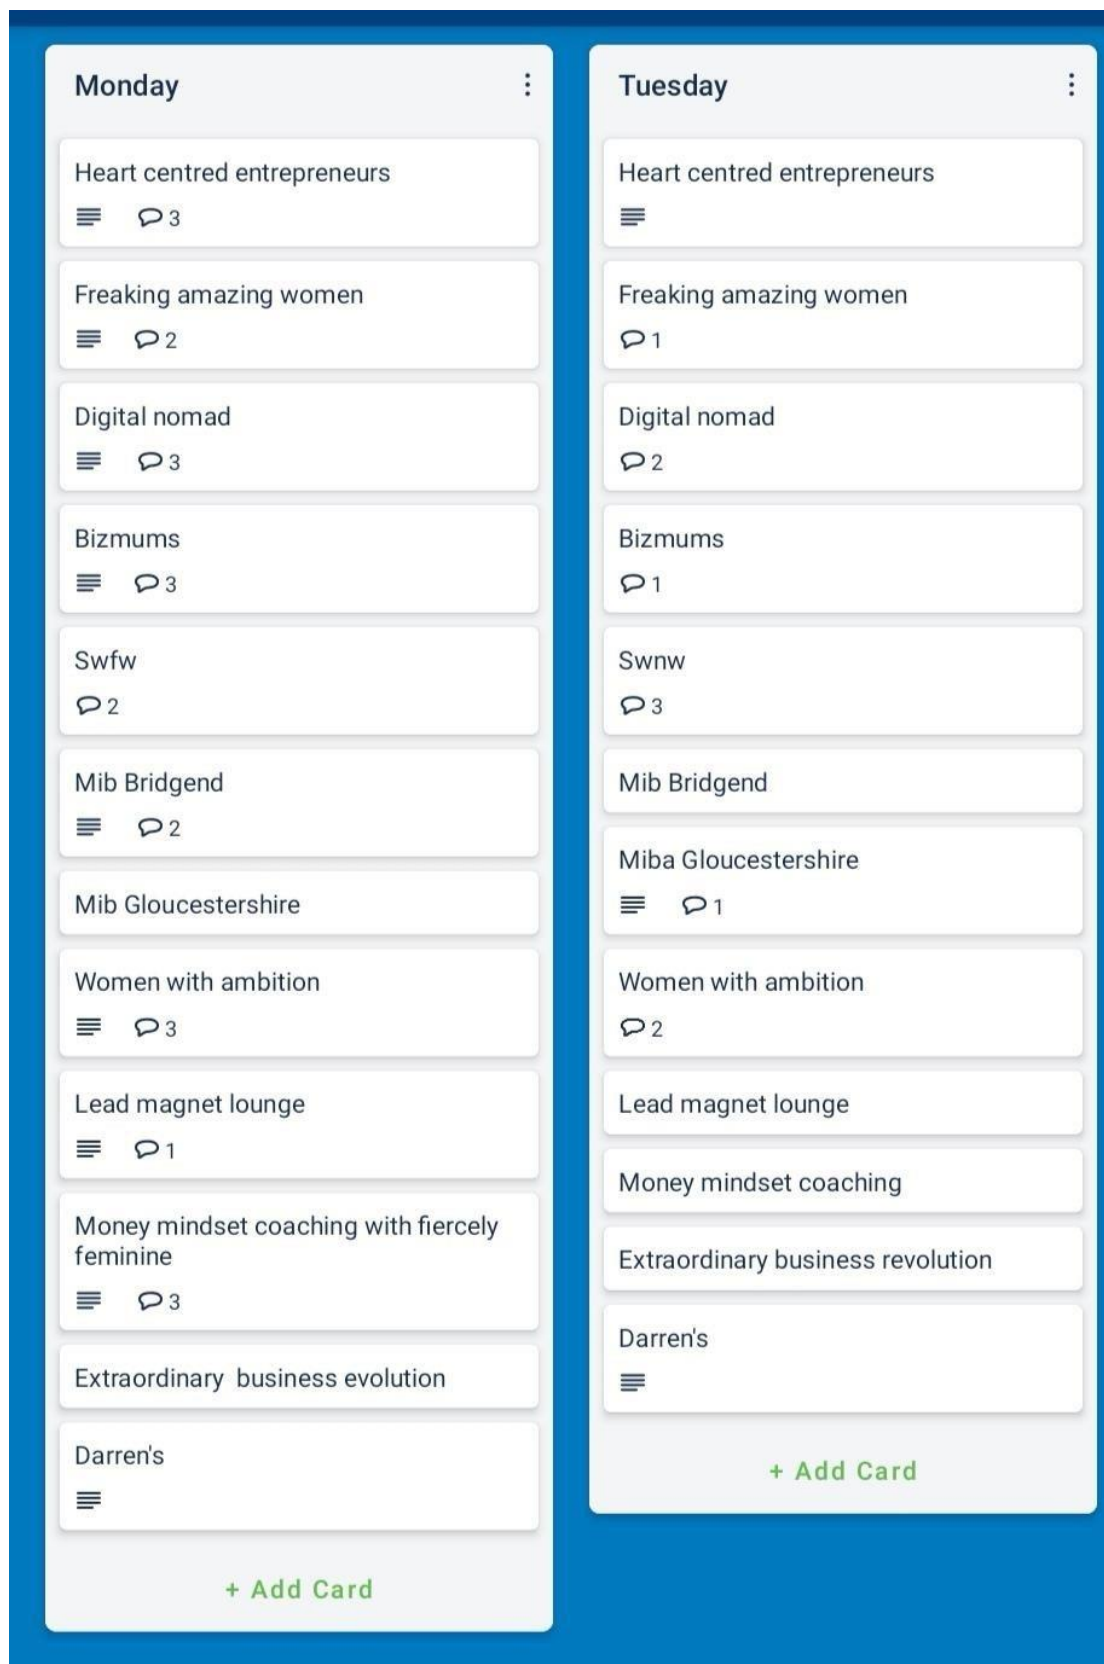 Monday
Heart centred entrepreneurs
3
Freaking amazing women
2
Digital nomad
3
Bizmums
3
Swfw
2
Mib Bridgend
2
Mib Gloucestershire
Women with ambition
3
Lead magnet lounge
1
Money mindset coaching with fiercely
feminine
3
Extraordinary  business evolution
Darren's
+ Add Card
Tuesday
Heart centred entrepreneurs
Freaking amazing women
1
Digital nomad
2
Bizmums
1
Swnw
3
Mib Bridgend
Miba Gloucestershire
1
Women with ambition
2
Lead magnet lounge
Money mindset coaching
Extraordinary business revolution
Darren's
+ Add Card